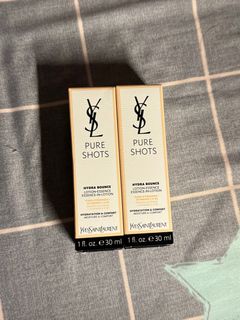 YSL
PURE
SHOTS
HYDRA BOUNCE
LOTION-ESSENCE
ESSENCE-IN-LOTION
HYDRATATION & CONFORT
MOISTURE & COMFORT
YVESSAINTLAURENT
1 fl. oz. ℮ 30 ml
YSL
PURE
SHOTS
HYDRA BOUNCE
LOTION-ESSENCE
ESSENCE-IN-LOTION
HYDRATATION & CONFORT
MOISTURE & COMFORT
YVESSAINTLAURENT
1 fl. oz. ℮ 30 ml